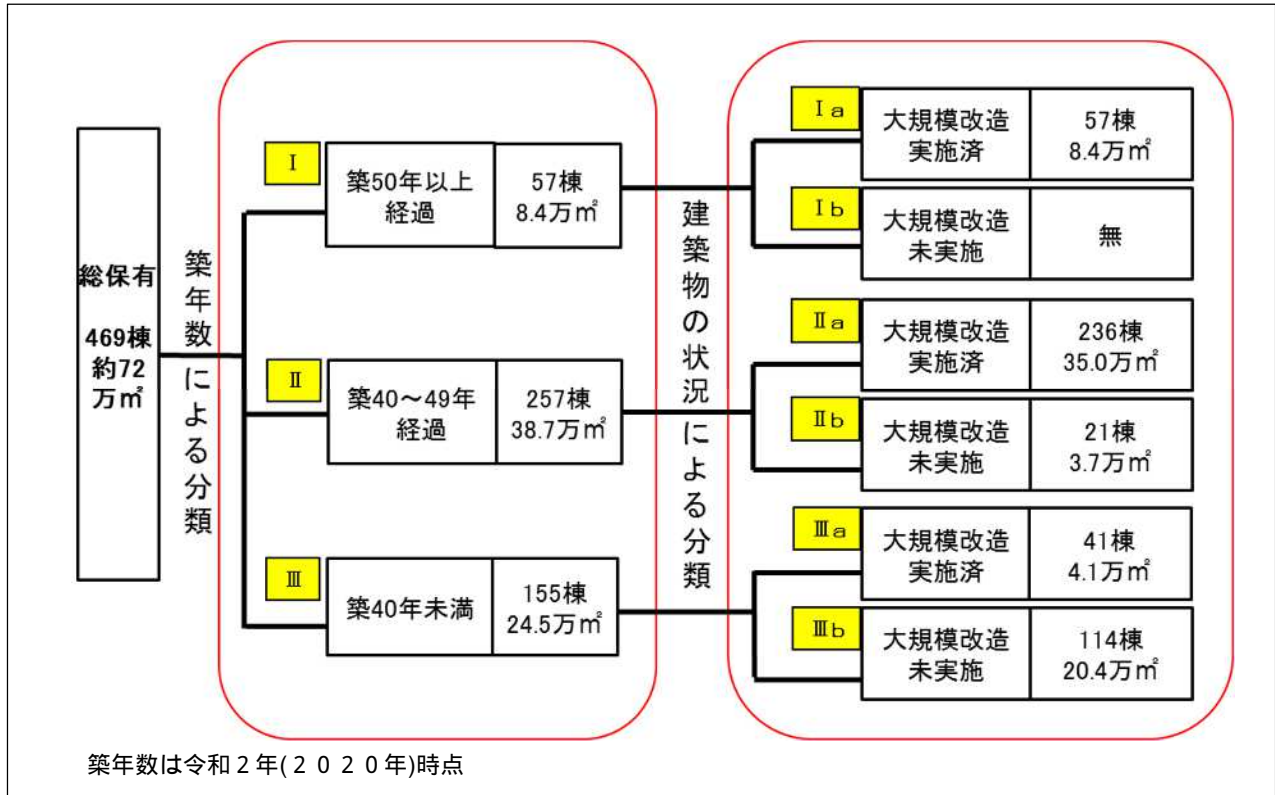 総保有
469棟
約72
万㎡
築年数による分類
Ⅰ
築50年以上
経過
57棟
8.4万㎡
Ⅱ
築40～49年
経過
257棟
38.7万㎡
Ⅲ
築40年未満
155棟
24.5万㎡
建築物の状況による分類
Ⅰa
大規模改造
実施済
57棟
8.4万㎡
Ⅰb
大規模改造
未実施
無
Ⅱa
大規模改造
実施済
236棟
35.0万㎡
Ⅱb
大規模改造
未実施
21棟
3.7万㎡
Ⅲa
大規模改造
実施済
41棟
4.1万㎡
Ⅲb
大規模改造
未実施
114棟
20.4万㎡
築年数は令和２年(２０２０年)時点